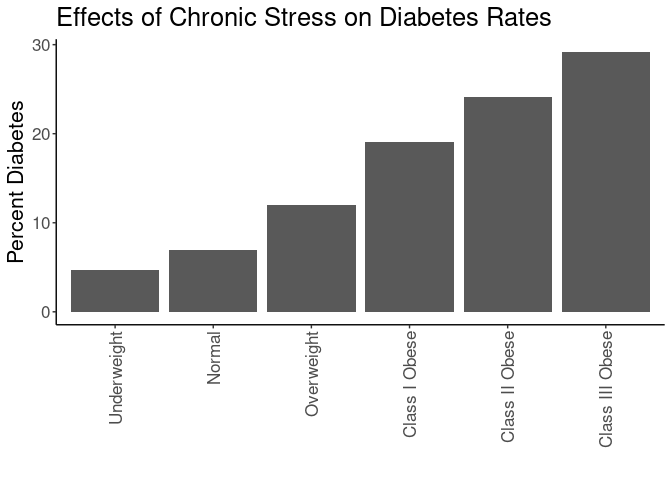 Effects of Chronic Stress on Diabetes Rates
Percent Diabetes
30
20
10
0
Underweight
Normal
Overweight
Class I Obese
Class II Obese
Class III Obese